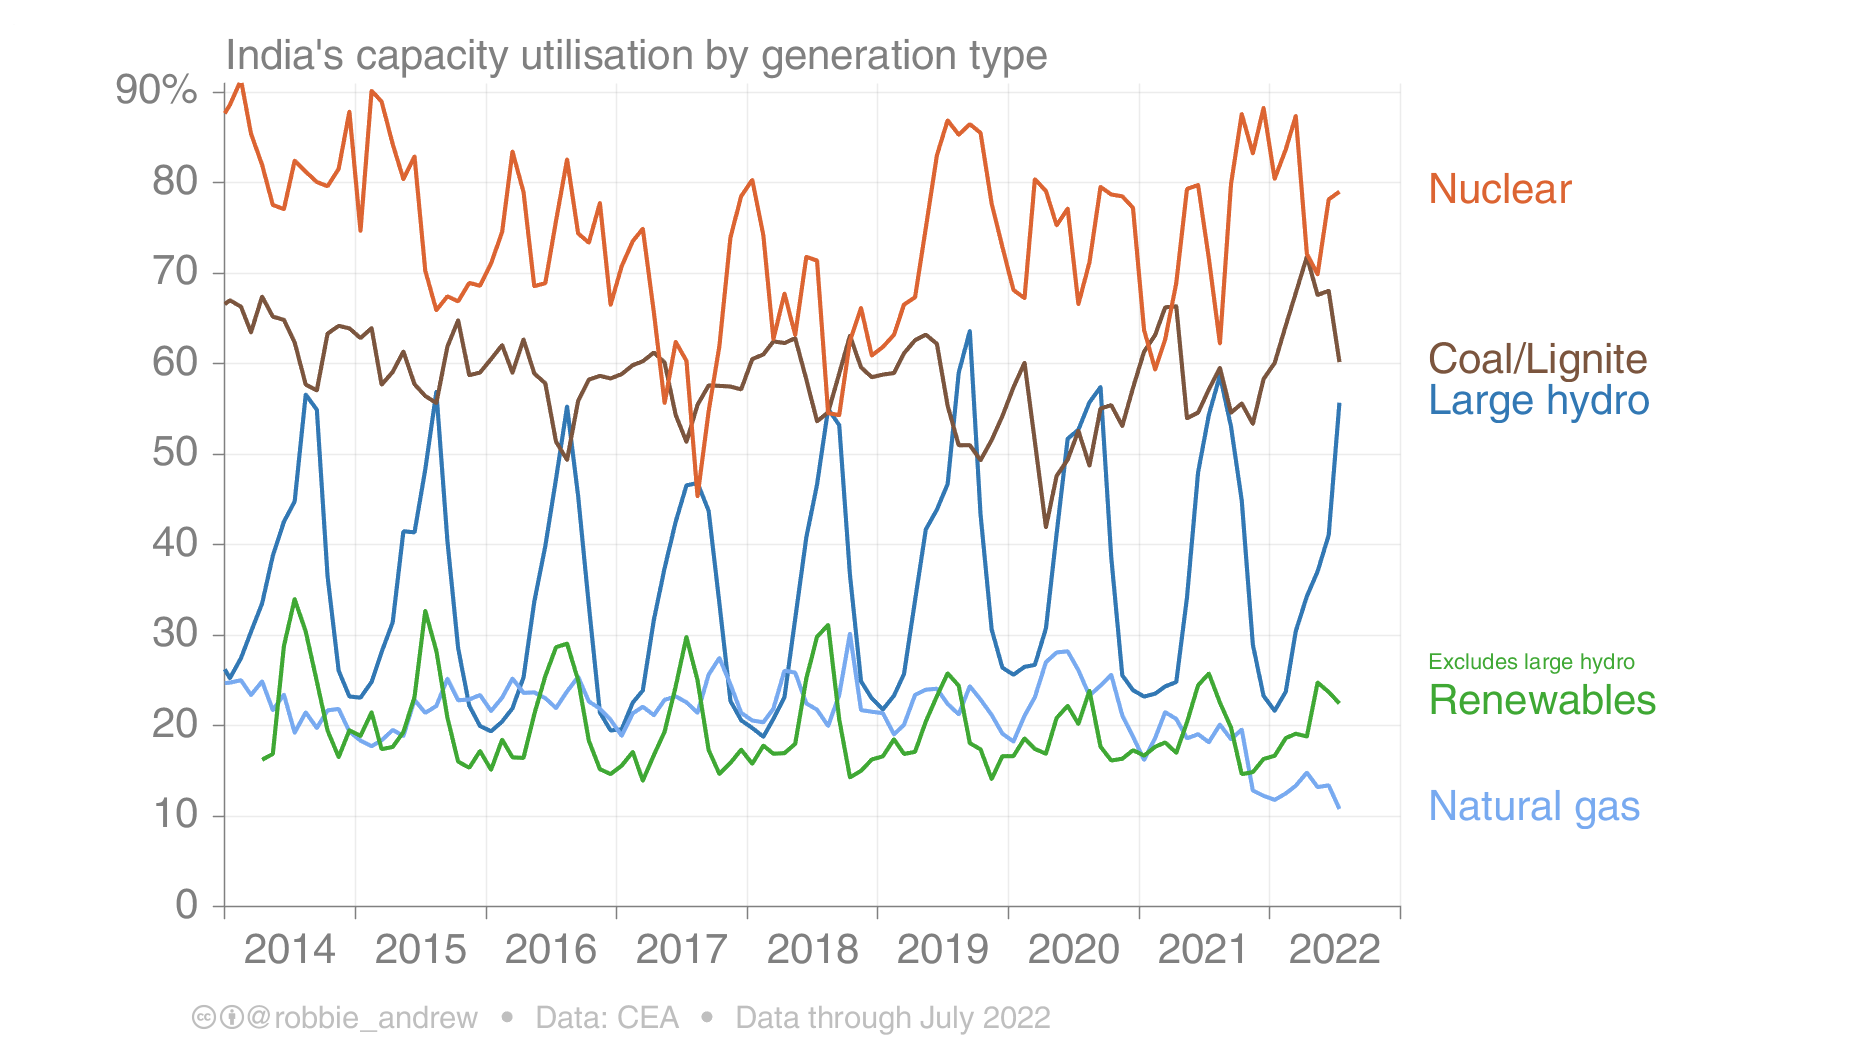 India's capacity utilisation by generation type
90%
80
70
60
50
40
30
20
10
0
2014 2015 2016 2017 2018 2019 2020 2021 2022
Nuclear
Coal/Lignite
Large hydro
Excludes large hydro
Renewables
Natural gas
cc @robbie_andrew • Data: CEA • Data through July 2022